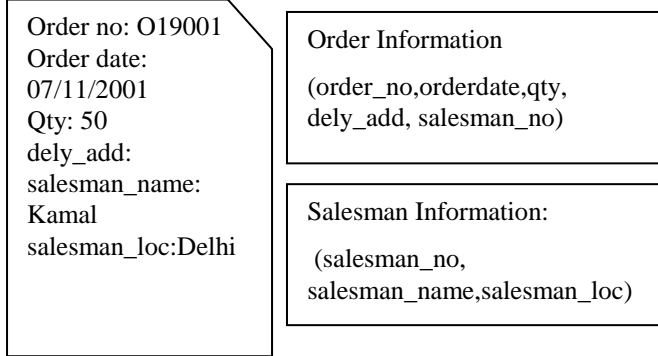 Order no: O19001
Order date:
07/11/2001
Qty: 50
dely_add:
salesman_name:
Kamal
salesman_loc:Delhi
Order Information
(order_no,orderdate,qty,
dely_add, salesman_no)
Salesman Information:
(salesman_no,
salesman_name,salesman_loc)